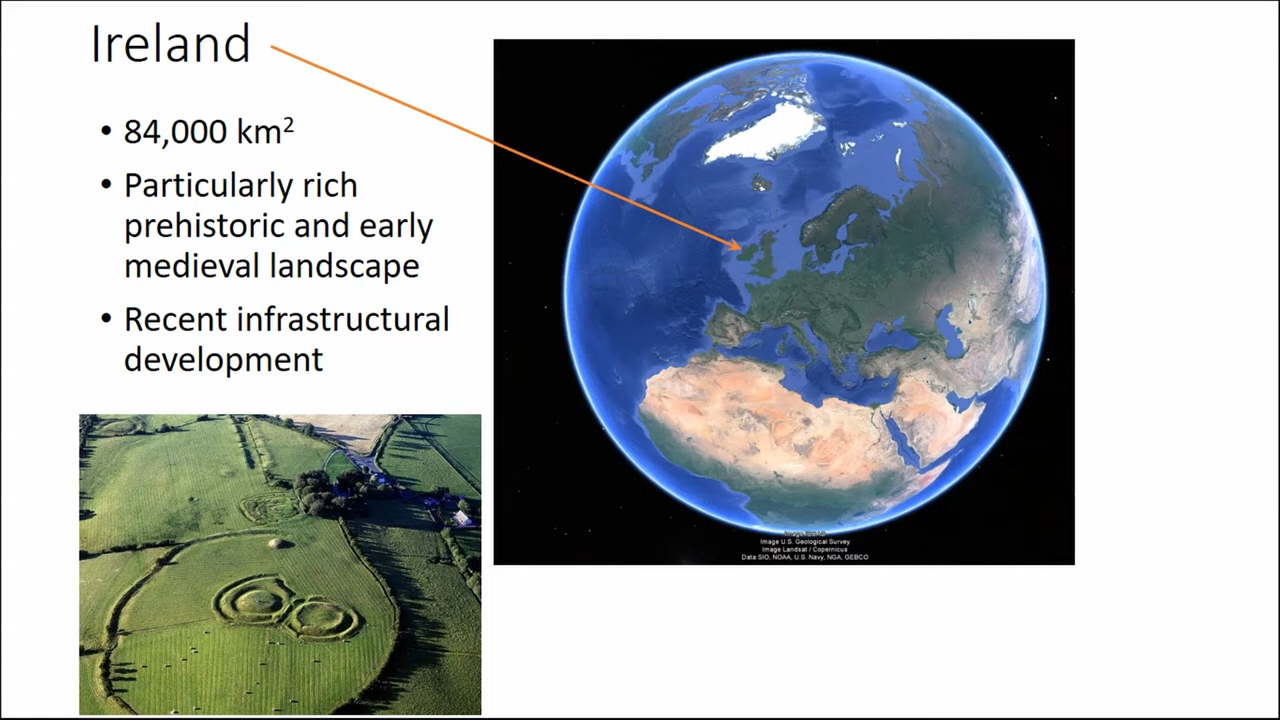 Ireland
• 84,000 km²
• Particularly rich
prehistoric and early
medieval landscape
• Recent infrastructural
development
Image U.S. Geological Survey
Image Landsat / Copernicus
Data SIO, NOAA, U.S. Navy, NGA, GEBCO